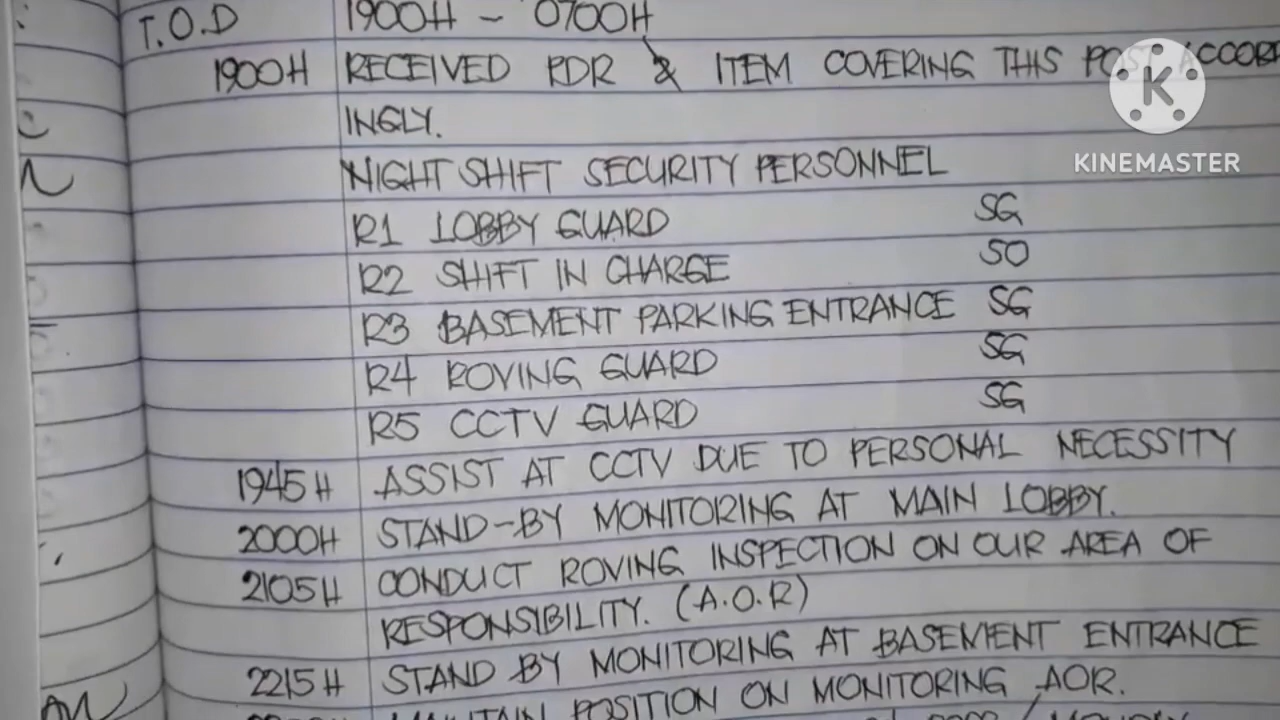 T.O.D 1900H - 0700H
1900H RECEIVED PDR & ITEM COVERING THIS POST ACCORD
INGLY.
NIGHT SHIFT SECURITY PERSONNEL
R1 LOBBY GUARD SG
R2 SHIFT IN CHARGE SO
R3 BASEMENT PARKING ENTRANCE SG
R4 ROVING GUARD SG
R5 CCTV GUARD SG
1945H ASSIST AT CCTV DUE TO PERSONAL NECESSITY
2000H STAND-BY MONITORING AT MAIN LOBBY.
2105H CONDUCT ROVING INSPECTION ON OUR AREA OF
RESPONSIBILITY. (A.O.R)
2215H STAND BY MONITORING AT BASEMENT ENTRANCE
MAINTAIN POSITION ON MONITORING AOR.
K
KINEMASTER